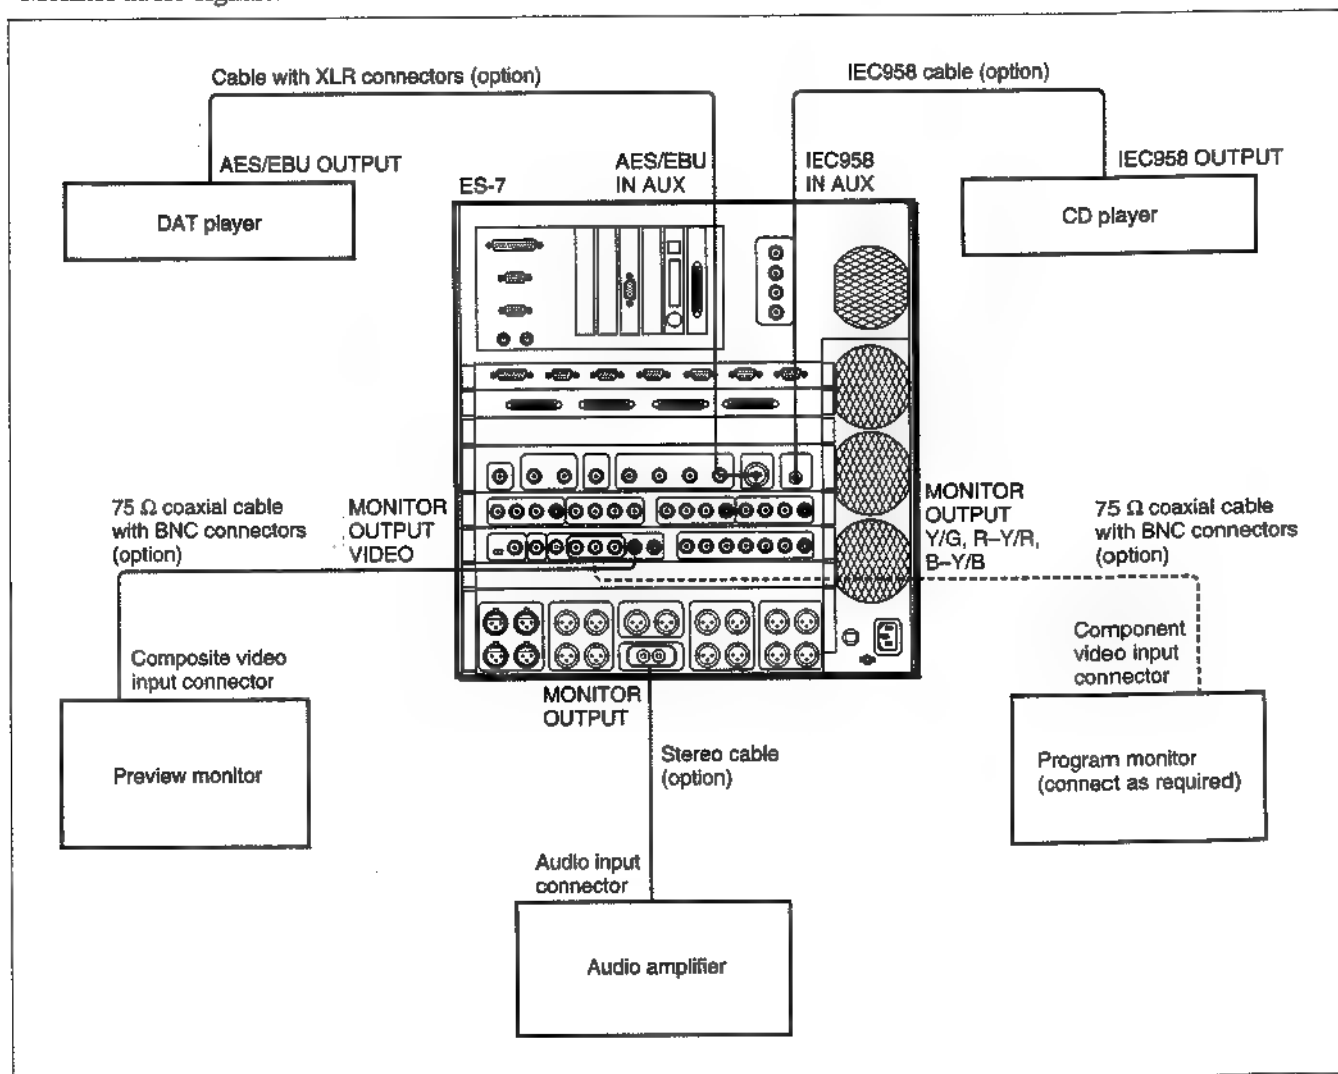 Cable with XLR connectors (option)
IEC958 cable (option)
AES/EBU OUTPUT
AES/EBU
IN AUX
IEC958
IN AUX
IEC958 OUTPUT
ES-7
DAT player
CD player
75 Ω coaxial cable
with BNC connectors
(option)
MONITOR
OUTPUT
VIDEO
MONITOR
OUTPUT
Y/G, R–Y/R,
B–Y/B
75 Ω coaxial cable
with BNC connectors
(option)
Composite video
input connector
Component
video input
connector
MONITOR
OUTPUT
Preview monitor
Stereo cable
(option)
Program monitor
(connect as required)
Audio input
connector
Audio amplifier